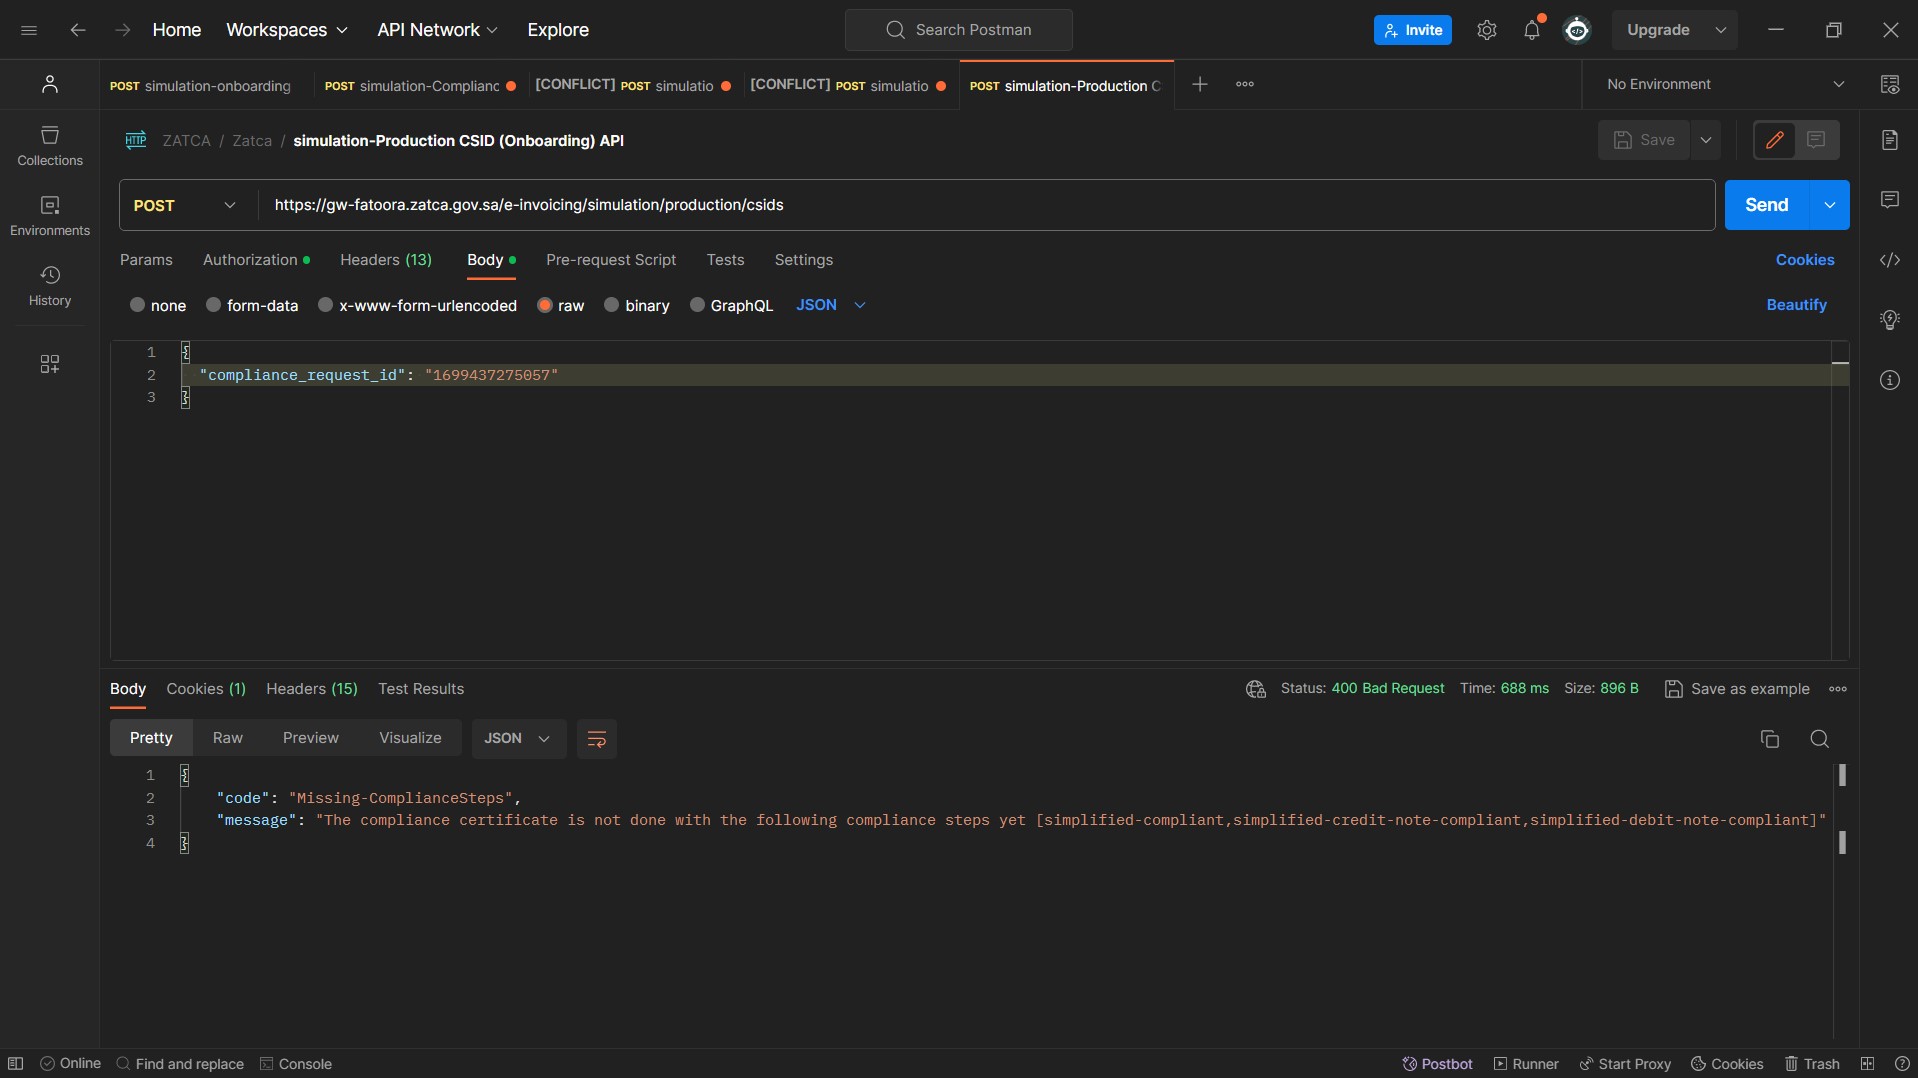 Home Workspaces API Network Explore Search Postman Invite Upgrade
POST simulation-onboarding POST simulation-Complianc [CONFLICT] POST simulatio [CONFLICT] POST simulatio POST simulation-Production C No Environment
HTTP ZATCA / Zatca / simulation-Production CSID (Onboarding) API Save
Collections
Environments
History
POST https://gw-fatoora.zatca.gov.sa/e-invoicing/simulation/production/csids Send
Params Authorization Headers (13) Body Pre-request Script Tests Settings Cookies
none form-data x-www-form-urlencoded raw binary GraphQL JSON Beautify
1 {
2 "compliance_request_id": "1699437275057"
3 }
Body Cookies (1) Headers (15) Test Results Status: 400 Bad Request Time: 688 ms Size: 896 B Save as example
Pretty Raw Preview Visualize JSON
1 {
2 "code": "Missing-ComplianceSteps",
3 "message": "The compliance certificate is not done with the following compliance steps yet [simplified-compliant,simplified-credit-note-compliant,simplified-debit-note-compliant]"
4 }
Online Find and replace Console Postbot Runner Start Proxy Cookies Trash